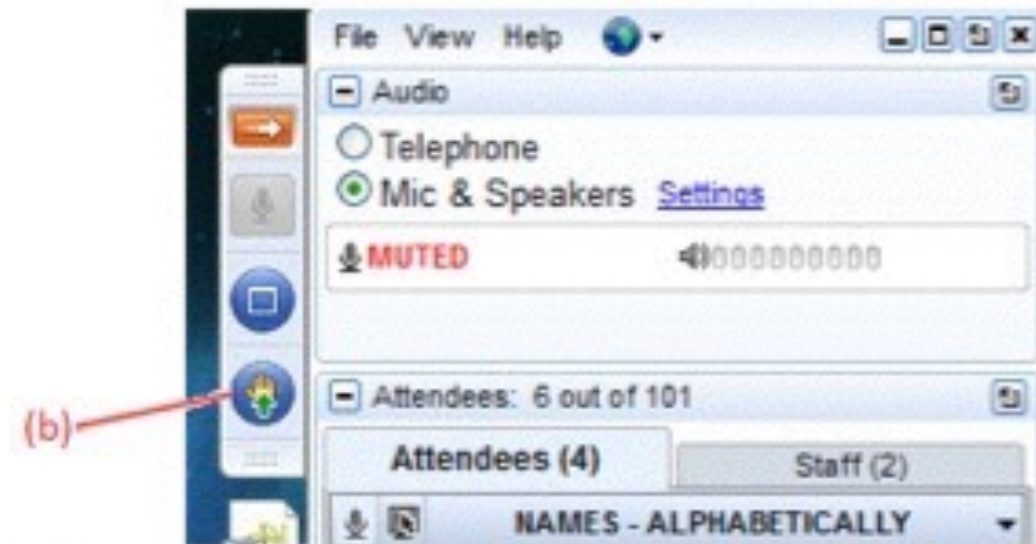 File View Help
Audio
Telephone
Mic & Speakers Settings
MUTED
(b)
Attendees: 6 out of 101
Attendees (4) Staff (2)
NAMES - ALPHABETICALLY